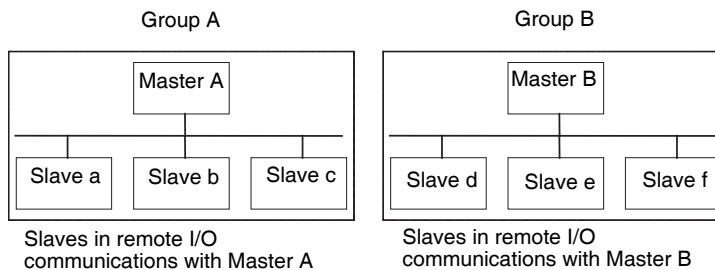 Group A
Group B
Master A
Master B
Slave a
Slave b
Slave c
Slave d
Slave e
Slave f
Slaves in remote I/O
communications with Master A
Slaves in remote I/O
communications with Master B